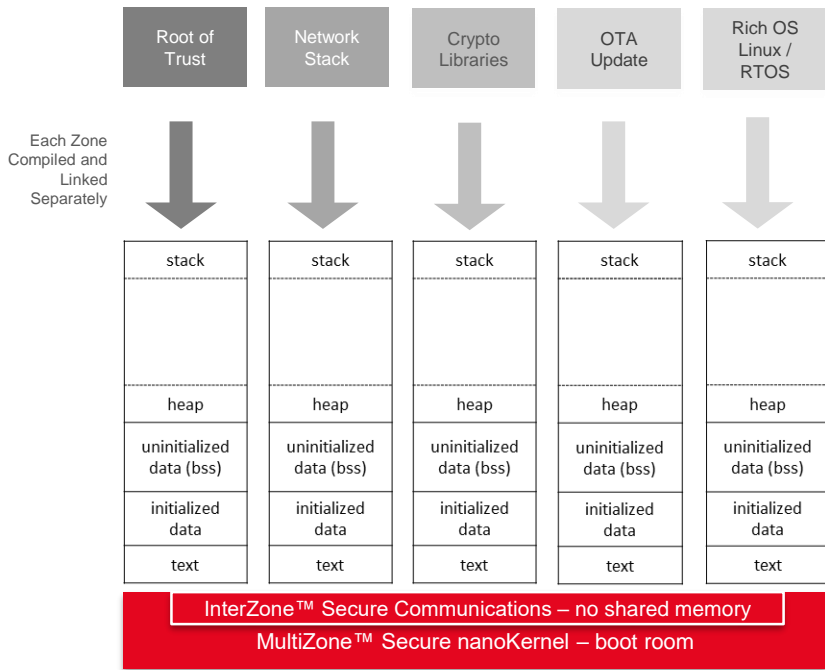 Root of
Trust
Network
Stack
Crypto
Libraries
OTA
Update
Rich OS
Linux /
RTOS
Each Zone
Compiled and
Linked
Separately
stack
stack
stack
stack
stack
heap
heap
heap
heap
heap
uninitialized
data (bss)
uninitialized
data (bss)
uninitialized
data (bss)
uninitialized
data (bss)
uninitialized
data (bss)
initialized
data
initialized
data
initialized
data
initialized
data
initialized
data
text
text
text
text
text
InterZone™ Secure Communications – no shared memory
MultiZone™ Secure nanoKernel – boot room